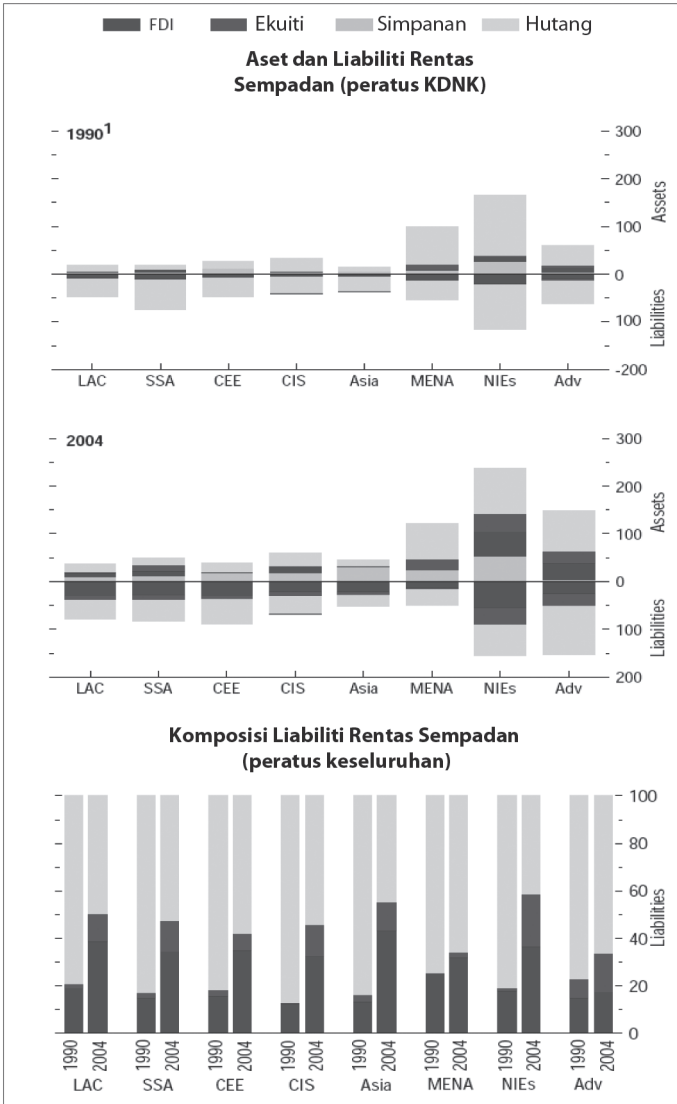 FDI Ekuiti Simpanan Hutang
Aset dan Liabiliti Rentas
Sempadan (peratus KDNK)
1990¹
300
200
100
0
100
-200
Assets
Liabilities
LAC SSA CEE CIS Asia MENA NIEs Adv
2004
300
200
100
0
100
200
Assets
Liabilities
LAC SSA CEE CIS Asia MENA NIEs Adv
Komposisi Liabiliti Rentas Sempadan
(peratus keseluruhan)
100
80
60
40
20
0
Liabilities
1990 2004 1990 2004 1990 2004 1990 2004 1990 2004 1990 2004 1990 2004 1990 2004
LAC SSA CEE CIS Asia MENA NIEs Adv